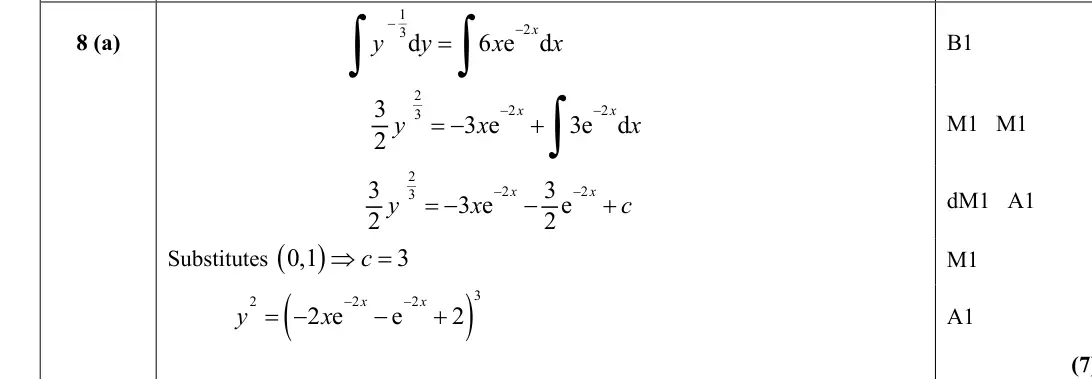 8 (a) ∫ y^(-1/3) dy = ∫ 6xe^(-2x) dx B1
3/2 y^(2/3) = -3xe^(-2x) + ∫ 3e^(-2x) dx M1 M1
3/2 y^(2/3) = -3xe^(-2x) - 3/2 e^(-2x) + c dM1 A1
Substitutes (0,1) ⇒ c = 3 M1
y^2 = (-2xe^(-2x) - e^(-2x) + 2)^3 A1
(7